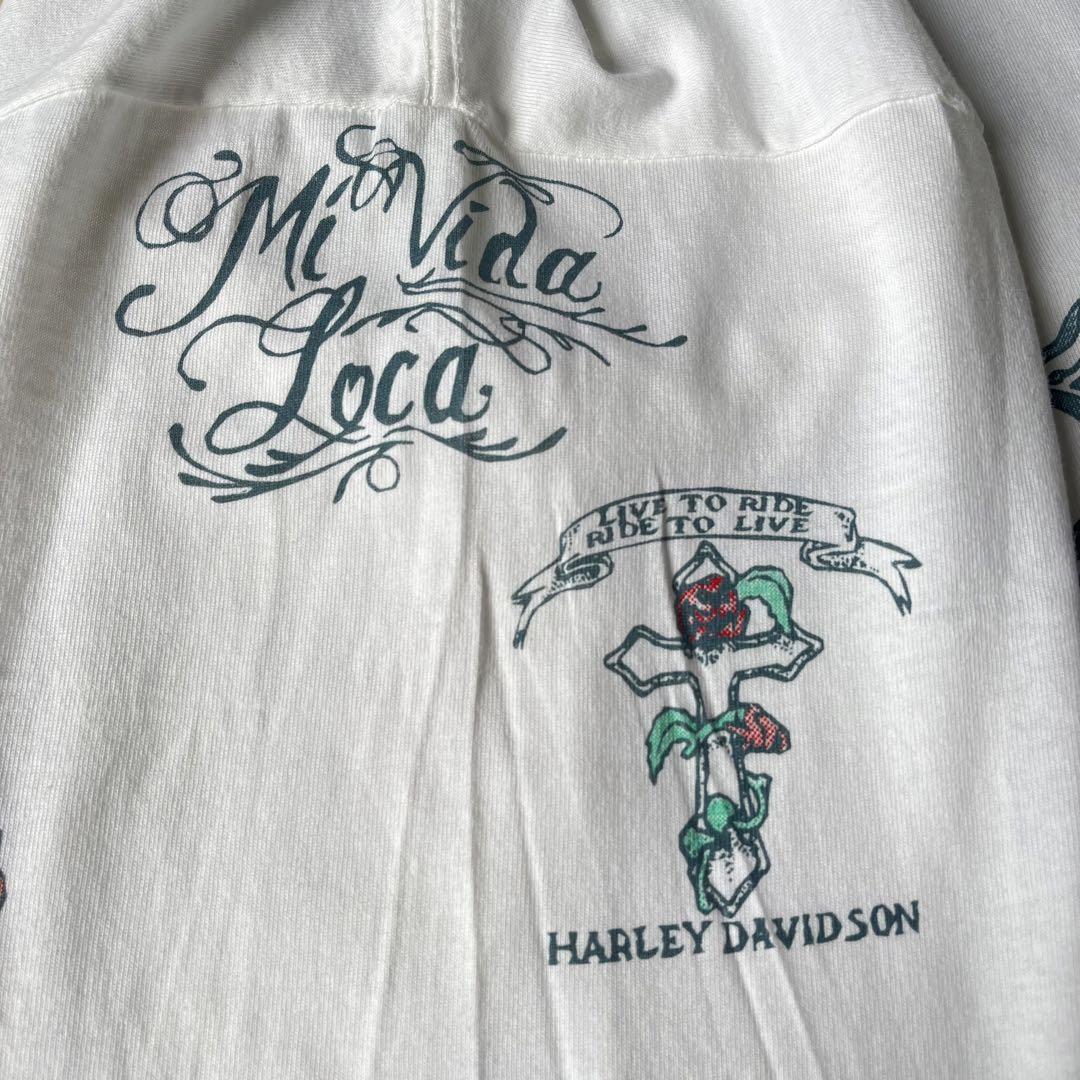 Mi Vida
Loca
LIVE TO RIDE
RIDE TO LIVE
HARLEY DAVIDSON